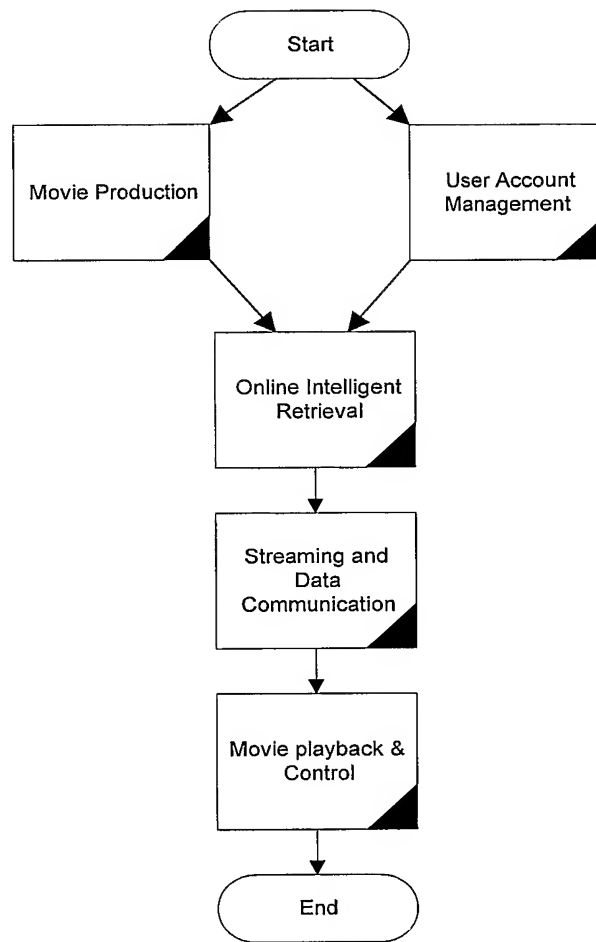 Start
Movie Production
User Account
Management
Online Intelligent
Retrieval
Streaming and
Data
Communication
Movie playback &
Control
End